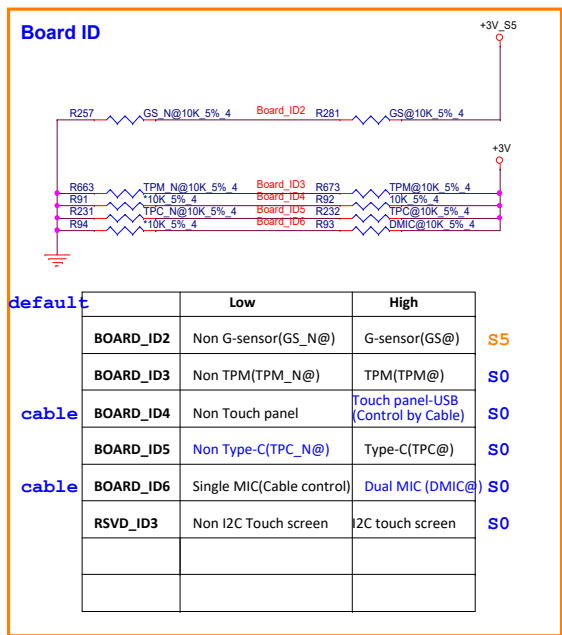 Board ID
+3V_S5
R257 GS_N@10K_5%_4 Board_ID2 R281 GS@10K_5%_4
+3V
R663 TPM_N@10K_5%_4 Board_ID3 R673 TPM@10K_5%_4
R91 *10K_5%_4 Board_ID4 R92 10K_5%_4
R231 TPC_N@10K_5%_4 Board_ID5 R232 TPC@10K_5%_4
R94 *10K_5%_4 Board_ID6 R93 DMIC@10K_5%_4
default Low High
BOARD_ID2 Non G-sensor(GS_N@) G-sensor(GS@) S5
BOARD_ID3 Non TPM(TPM_N@) TPM(TPM@) S0
Touch panel-USB
cable BOARD_ID4 Non Touch panel (Control by Cable) S0
BOARD_ID5 Non Type-C(TPC_N@) Type-C(TPC@) S0
cable BOARD_ID6 Single MIC(Cable control) Dual MIC (DMIC@) S0
RSVD_ID3 Non I2C Touch screen I2C touch screen S0